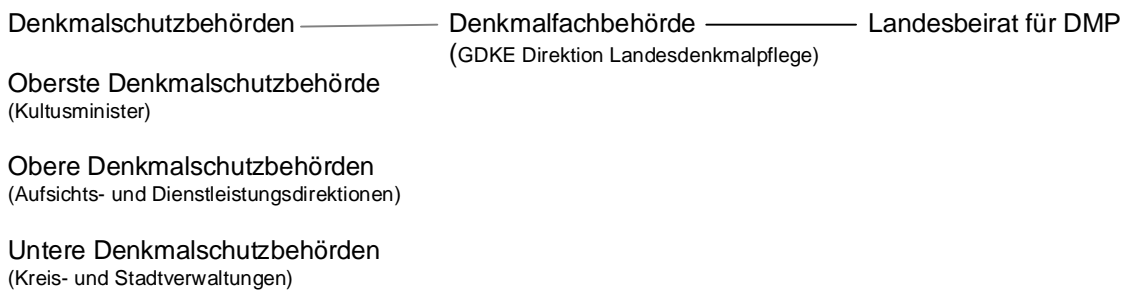 Denkmalschutzbehörden Denkmalfachbehörde Landesbeirat für DMP
(GDKE Direktion Landesdenkmalpflege)
Oberste Denkmalschutzbehörde
(Kultusminister)
Obere Denkmalschutzbehörden
(Aufsichts- und Dienstleistungsdirektionen)
Untere Denkmalschutzbehörden
(Kreis- und Stadtverwaltungen)